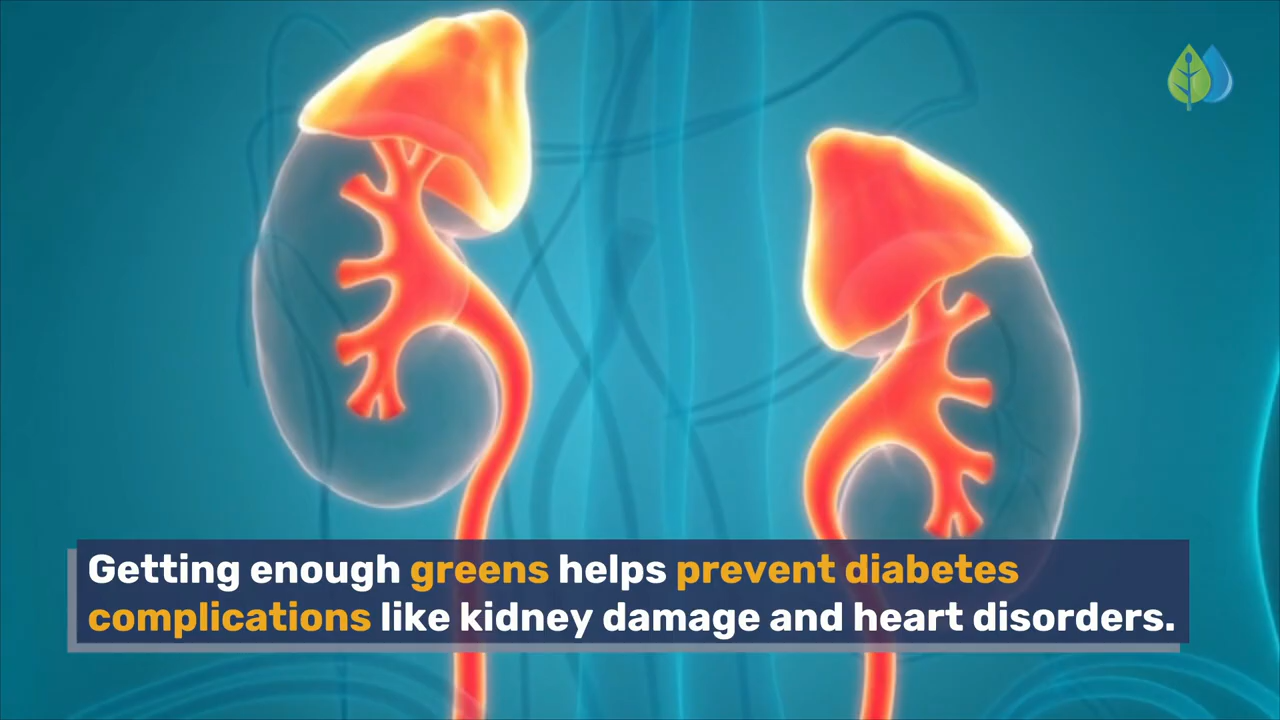 Getting enough greens helps prevent diabetes
complications like kidney damage and heart disorders.